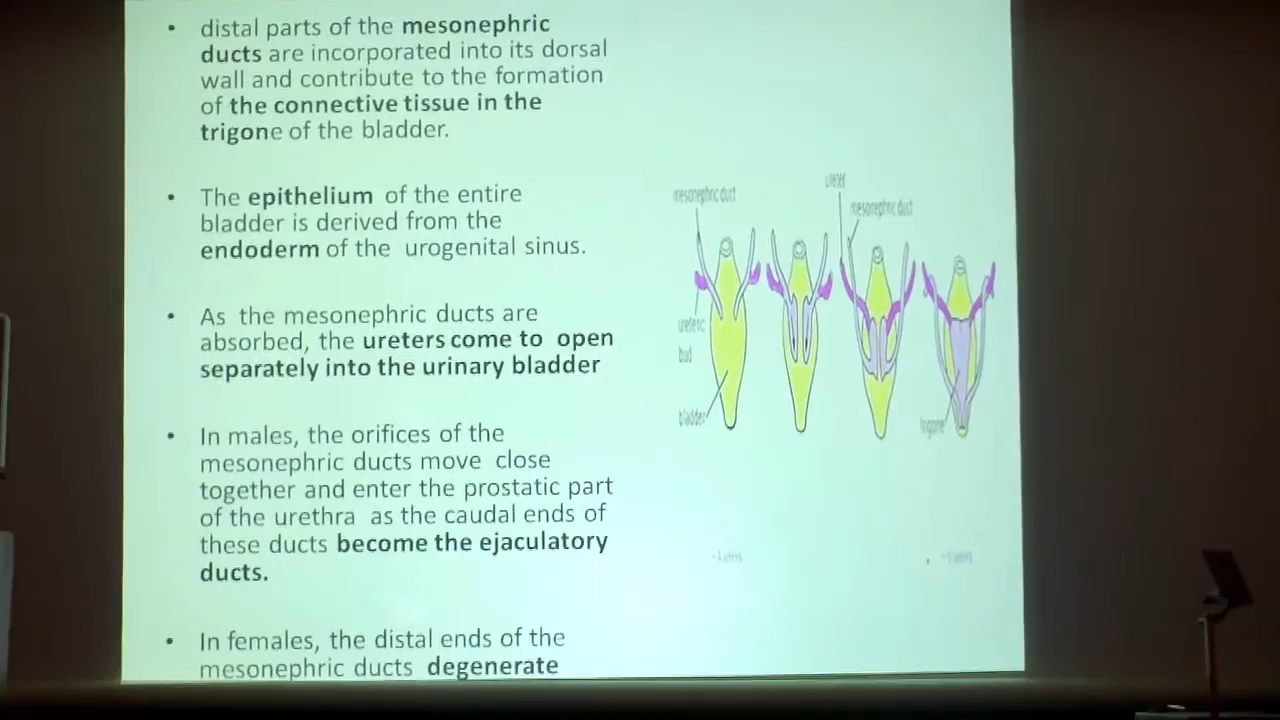 • distal parts of the mesonephric
ducts are incorporated into its dorsal
wall and contribute to the formation
of the connective tissue in the
trigone of the bladder.
• The epithelium of the entire
bladder is derived from the
endoderm of the urogenital sinus.
• As the mesonephric ducts are
absorbed, the ureters come to open
separately into the urinary bladder
• In males, the orifices of the
mesonephric ducts move close
together and enter the prostatic part
of the urethra as the caudal ends of
these ducts become the ejaculatory
ducts.
• In females, the distal ends of the
mesonephric ducts degenerate
mesonephric duct
ureter
mesonephric duct
ureteric
bud
bladder
trigone